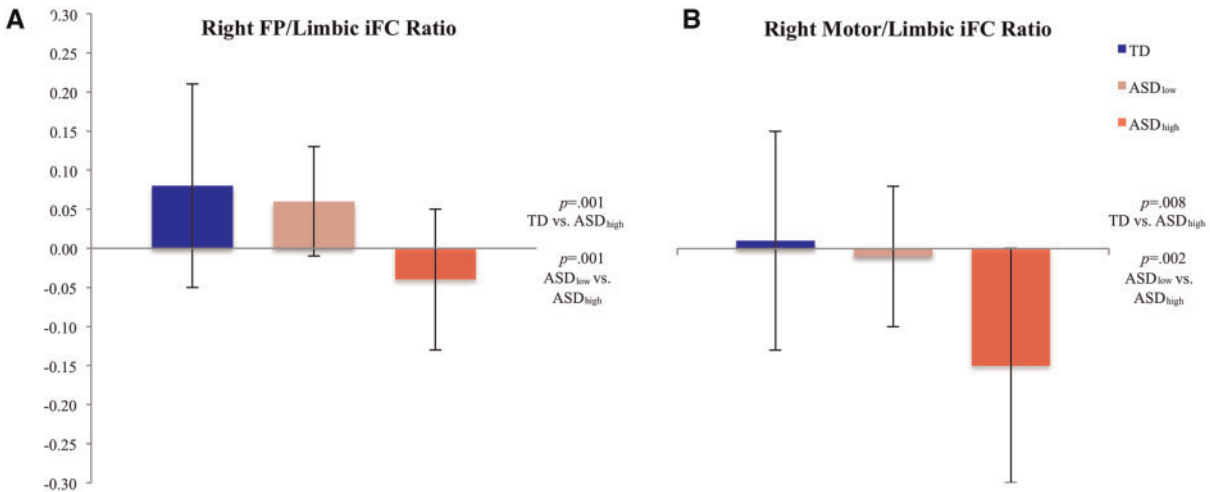 A
Right FP/Limbic iFC Ratio
0.30
0.25
0.20
0.15
0.10
0.05
0.00
-0.05
-0.10
-0.15
-0.20
-0.25
-0.30
p=.001
TD vs. ASDhigh
p=.001
ASDlow vs.
ASDhigh
B
Right Motor/Limbic iFC Ratio
TD
ASDlow
ASDhigh
p=.008
TD vs. ASDhigh
p=.002
ASDlow vs.
ASDhigh